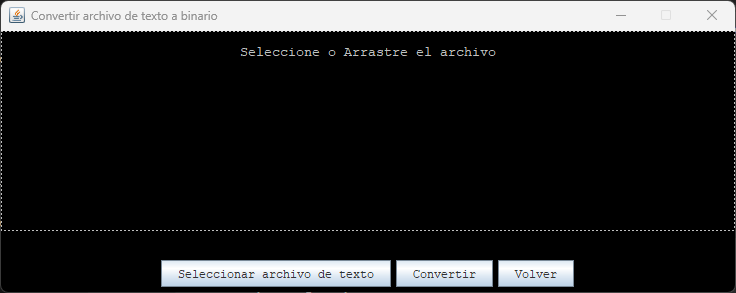 Convertir archivo de texto a binario
Seleccione o Arrastre el archivo
Seleccionar archivo de texto Convertir Volver